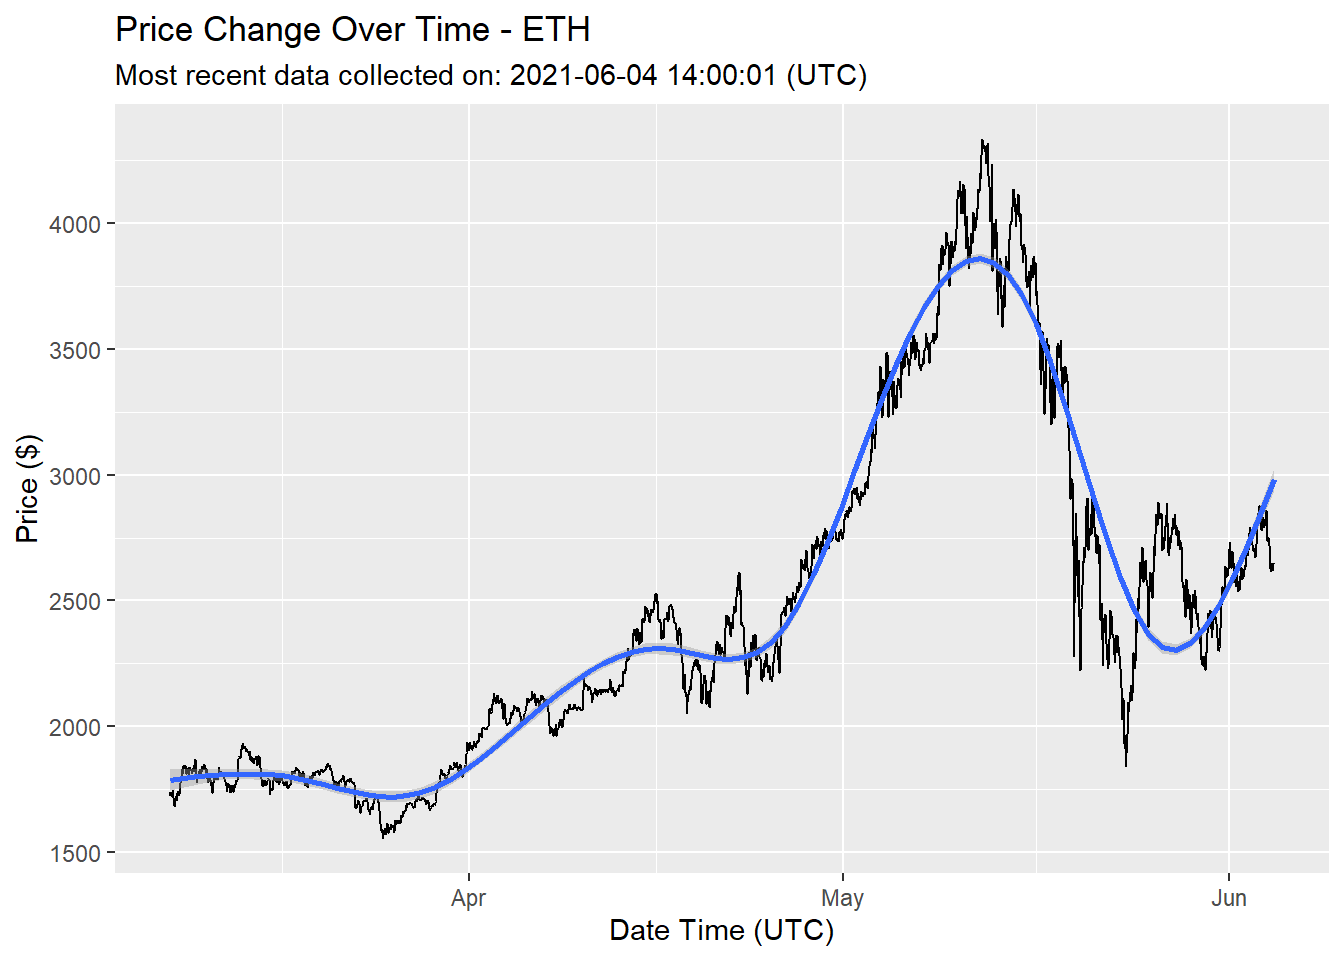 Price Change Over Time - ETH
Most recent data collected on: 2021-06-04 14:00:01 (UTC)
Price ($)
4000
3500
3000
2500
2000
1500
Apr
May
Jun
Date Time (UTC)